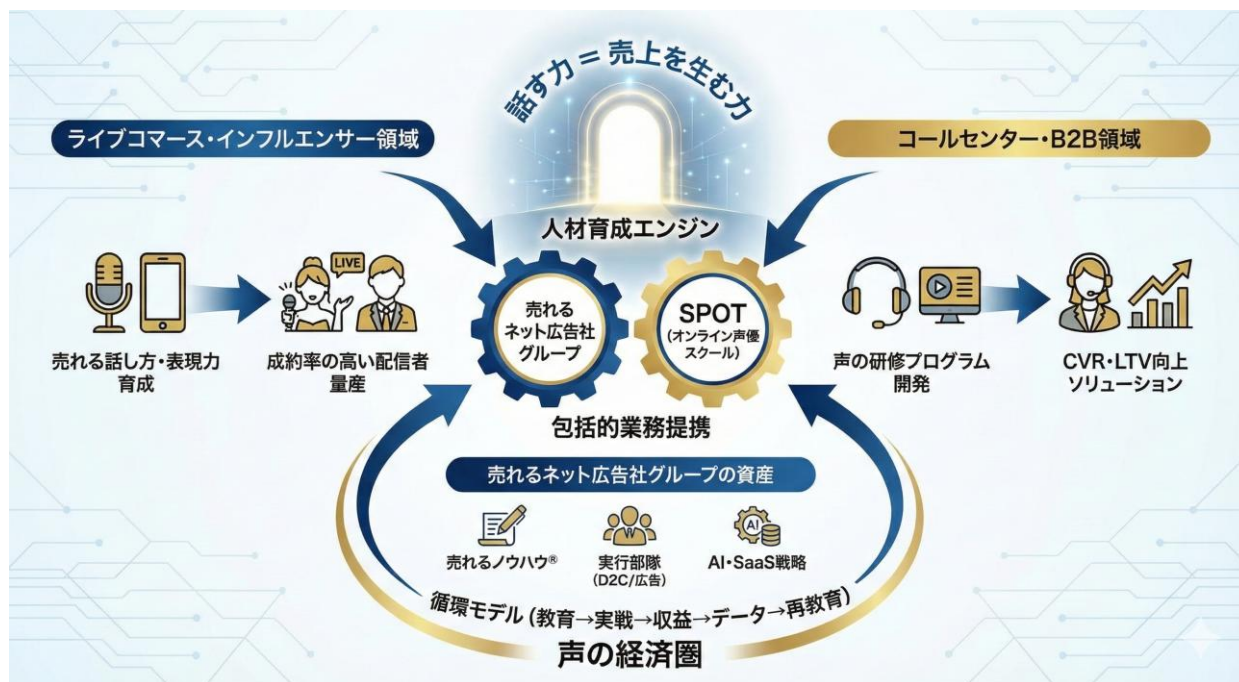 話す力 = 売上を生む力
ライブコマース・インフルエンサー領域
コールセンター・B2B領域
人材育成エンジン
LIVE
売れる
ネット広告社
グループ
SPOT
(オンライン声優
スクール)
売れる話し方・表現力
育成
成約率の高い配信者
量産
声の研修プログラム
開発
CVR・LTV向上
ソリューション
包括的業務提携
売れるネット広告社グループの資産
AI
売れるノウハウ®
実行部隊
(D2C/広告)
AI・SaaS戦略
循環モデル (教育→実戦→収益→データ→再教育)
声の経済圏